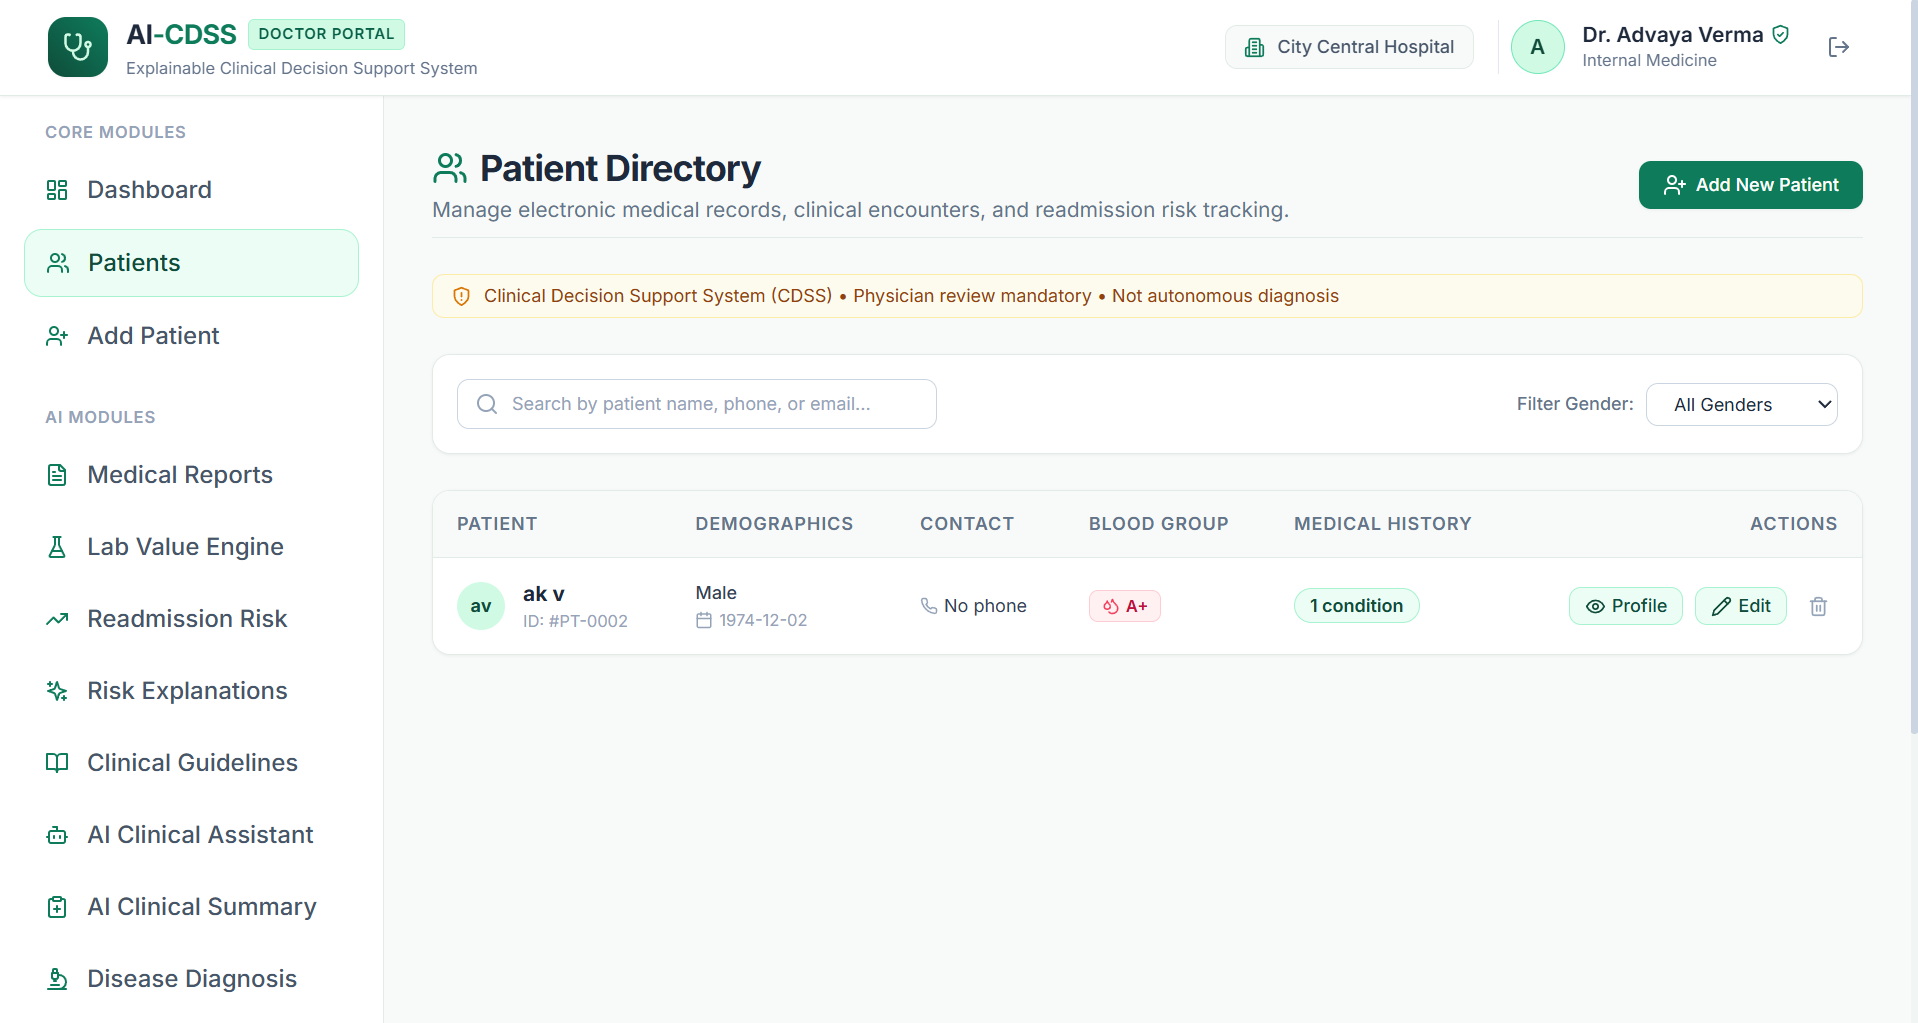 AI-CDSS DOCTOR PORTAL
Explainable Clinical Decision Support System
City Central Hospital
A
Dr. Advaya Verma
Internal Medicine
CORE MODULES
Dashboard
Patients
Add Patient
AI MODULES
Medical Reports
Lab Value Engine
Readmission Risk
Risk Explanations
Clinical Guidelines
AI Clinical Assistant
AI Clinical Summary
Disease Diagnosis
Patient Directory
Manage electronic medical records, clinical encounters, and readmission risk tracking.
Add New Patient
Clinical Decision Support System (CDSS) • Physician review mandatory • Not autonomous diagnosis
Search by patient name, phone, or email...
Filter Gender: All Genders
PATIENT DEMOGRAPHICS CONTACT BLOOD GROUP MEDICAL HISTORY ACTIONS
av
ak v
ID: #PT-0002
Male
1974-12-02
No phone
A+
1 condition
Profile
Edit